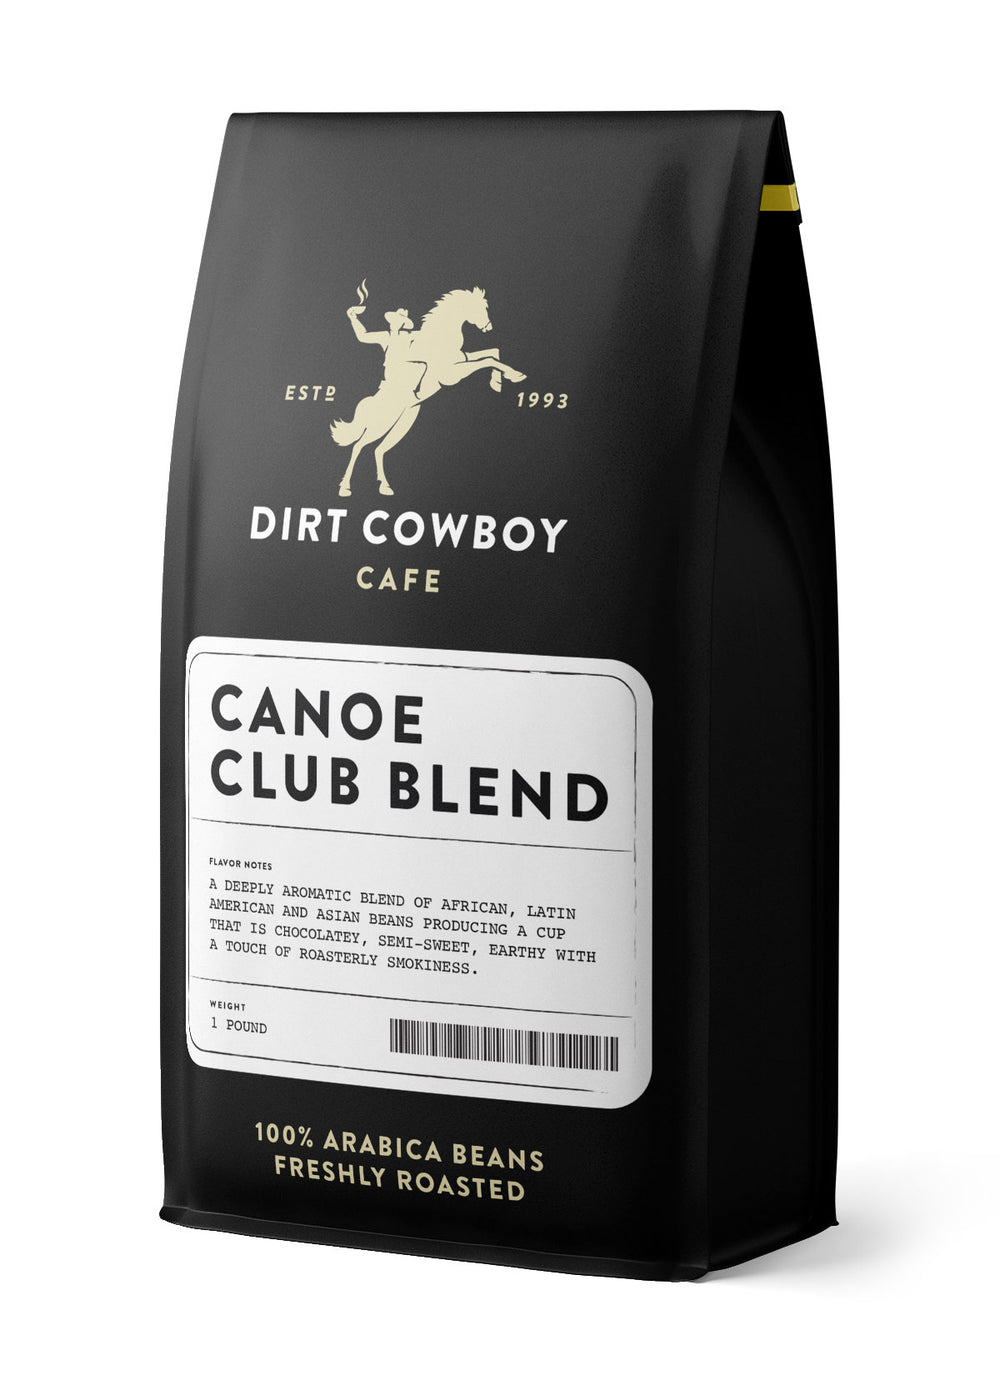 ESTD 1993
DIRT COWBOY
CAFE
CANOE
CLUB BLEND
FLAVOR NOTES
A DEEPLY AROMATIC BLEND OF AFRICAN, LATIN
AMERICAN AND ASIAN BEANS PRODUCING A CUP
THAT IS CHOCOLATEY, SEMI-SWEET, EARTHY WITH
A TOUCH OF ROASTERLY SMOKINESS.
WEIGHT
1 POUND
100% ARABICA BEANS
FRESHLY ROASTED